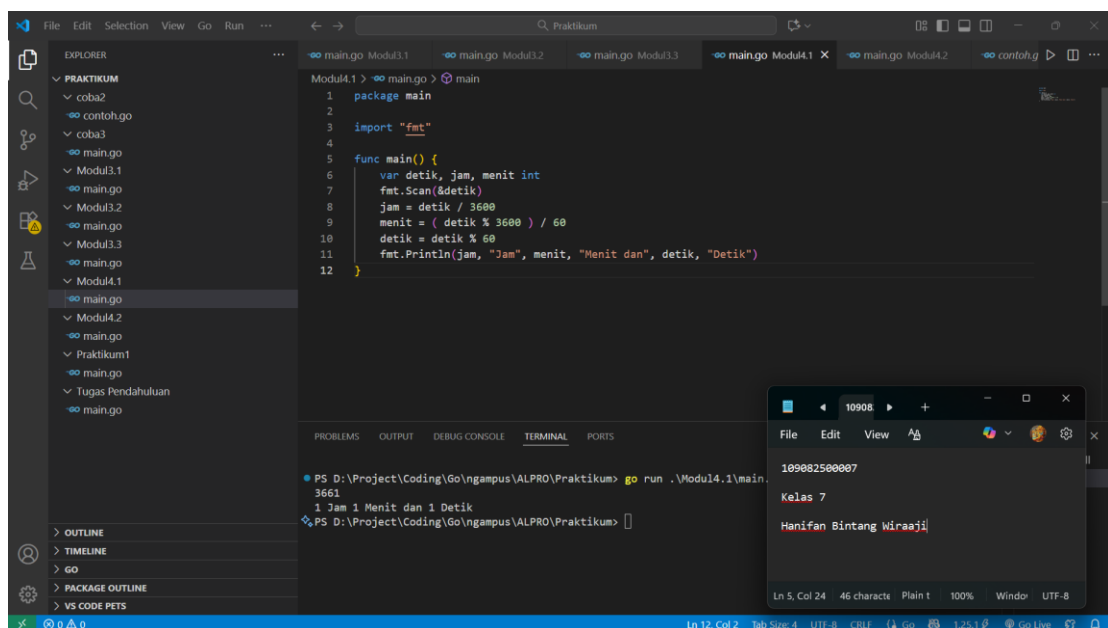 File Edit Selection View Go Run ...
Praktikum
EXPLORER
PRAKTIKUM
coba2
contoh.go
coba3
main.go
Modul3.1
main.go
Modul3.2
main.go
Modul3.3
main.go
Modul4.1
main.go
Modul4.2
main.go
Praktikum1
main.go
Tugas Pendahuluan
main.go
OUTLINE
TIMELINE
GO
PACKAGE OUTLINE
VS CODE PETS
main.go Modul3.1 main.go Modul3.2 main.go Modul3.3 main.go Modul4.1 main.go Modul4.2 contoh.g
Modul4.1 > main.go > main
1 package main
2
3 import "fmt"
4
5 func main() {
6 var detik, jam, menit int
7 fmt.Scan(&detik)
8 jam = detik / 3600
9 menit = ( detik % 3600 ) / 60
10 detik = detik % 60
11 fmt.Println(jam, "Jam", menit, "Menit dan", detik, "Detik")
12 }
PROBLEMS OUTPUT DEBUG CONSOLE TERMINAL PORTS
PS D:\Project\Coding\Go\ngampus\ALPRO\Praktikum> go run .\Modul4.1\main.
3661
1 Jam 1 Menit dan 1 Detik
PS D:\Project\Coding\Go\ngampus\ALPRO\Praktikum>
10908
File Edit View
109082500007
Kelas 7
Hanifan Bintang Wiraaji
Ln 5, Col 24 46 characte Plain t 100% Windo UTF-8
0 0 Ln 12, Col 2 Tab Size: 4 UTF-8 CRLF Go 1.25.1 Go Live